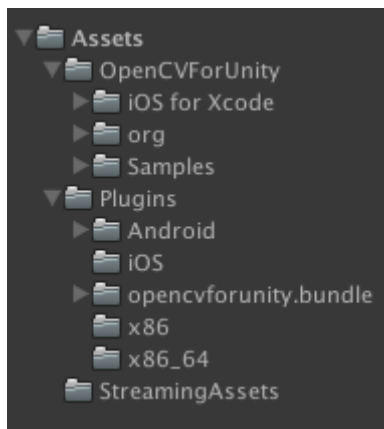 Assets
OpenCVForUnity
iOS for Xcode
org
Samples
Plugins
Android
iOS
opencvforunity.bundle
x86
x86_64
StreamingAssets